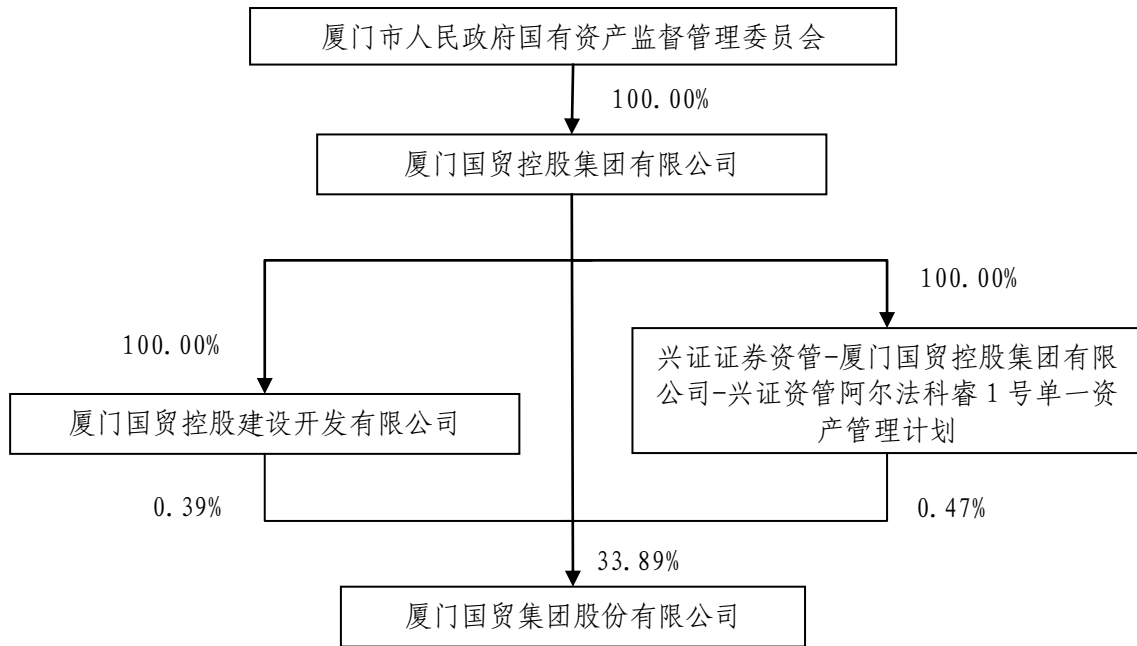 厦门市人民政府国有资产监督管理委员会
100.00%
厦门国贸控股集团有限公司
100.00%
100.00%
兴证证券资管-厦门国贸控股集团有限
公司-兴证资管阿尔法科睿 1 号单一资
产管理计划
厦门国贸控股建设开发有限公司
0.39%
0.47%
33.89%
厦门国贸集团股份有限公司